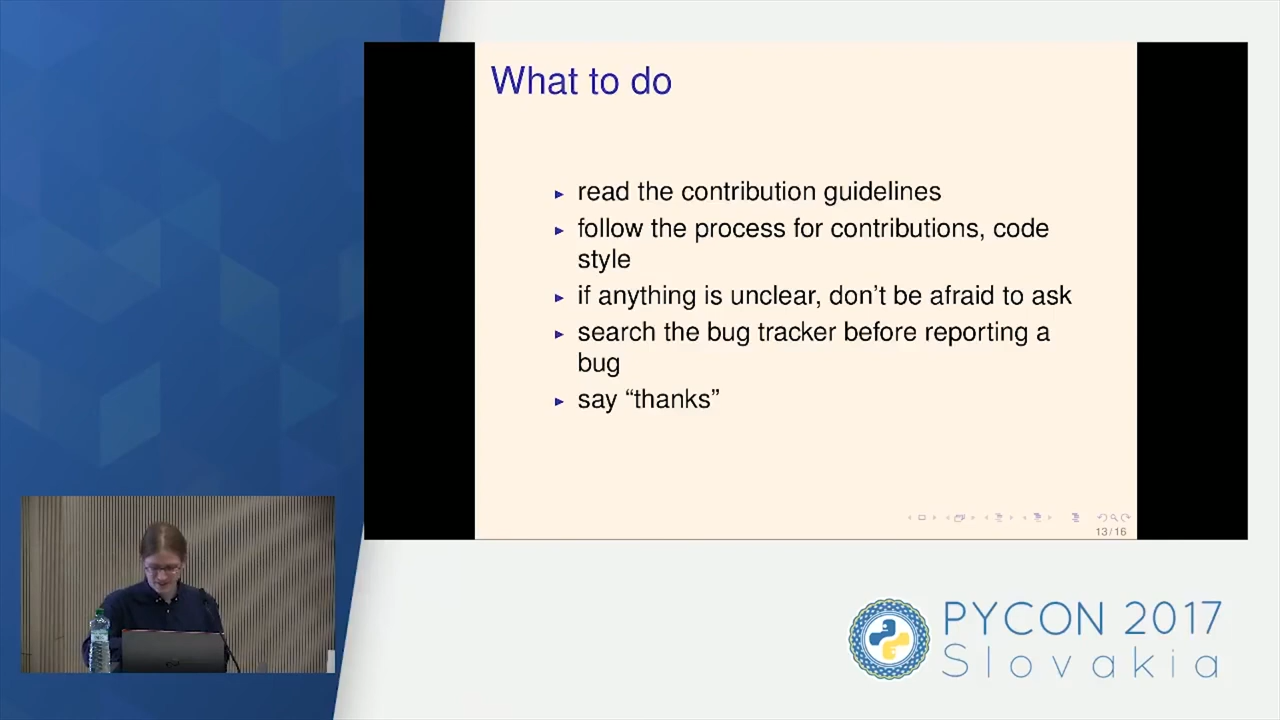 What to do
read the contribution guidelines
follow the process for contributions, code
style
if anything is unclear, don't be afraid to ask
search the bug tracker before reporting a
bug
say “thanks”
13/16
PYCON 2017
Slovakia